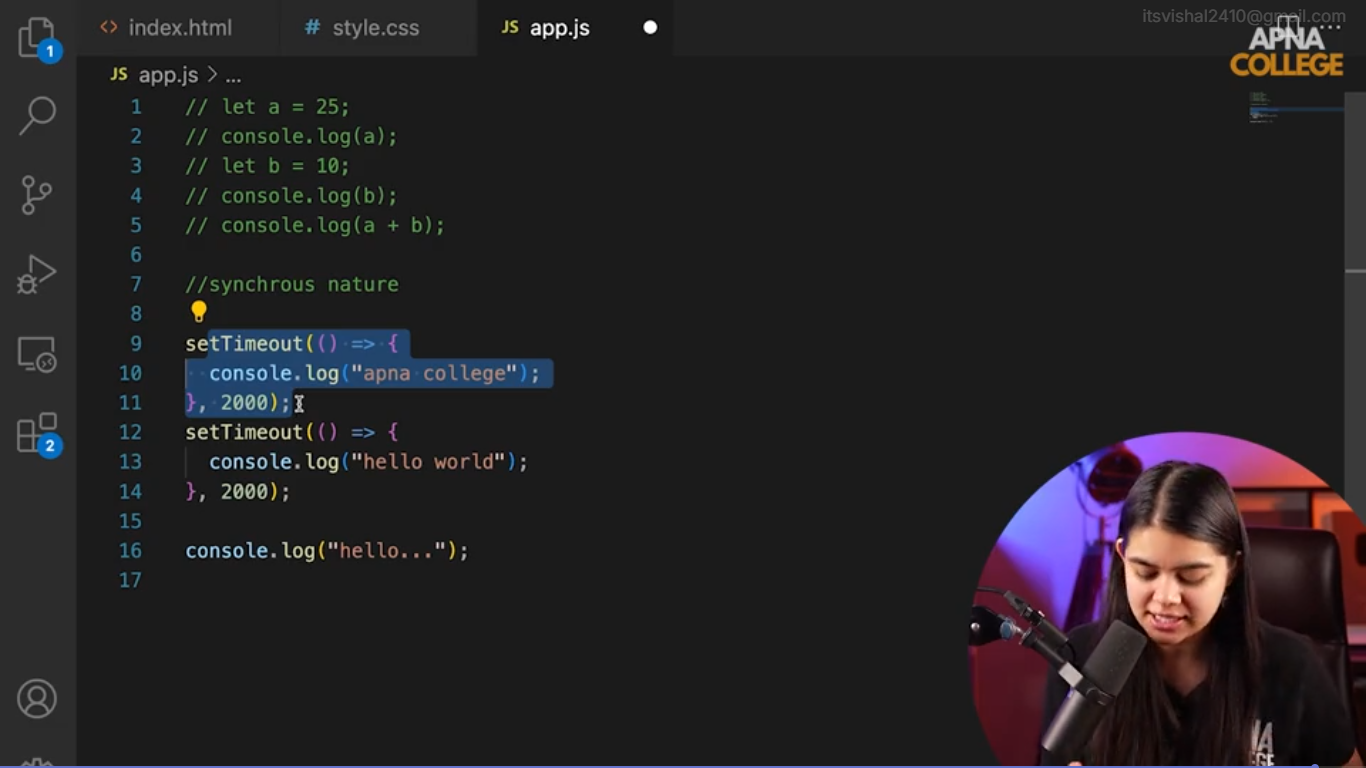 itsvishal2410@gmail.com
index.html
style.css
JS app.js
APNA
COLLEGE
1
JS app.js > ...
1 // let a = 25;
2 // console.log(a);
3 // let b = 10;
4 // console.log(b);
5 // console.log(a + b);
6
7 //synchrous nature
8
9 setTimeout(() => {
10 console.log("apna college");
11 }, 2000);
12 setTimeout(() => {
13 console.log("hello world");
14 }, 2000);
15
16 console.log("hello...");
17
2